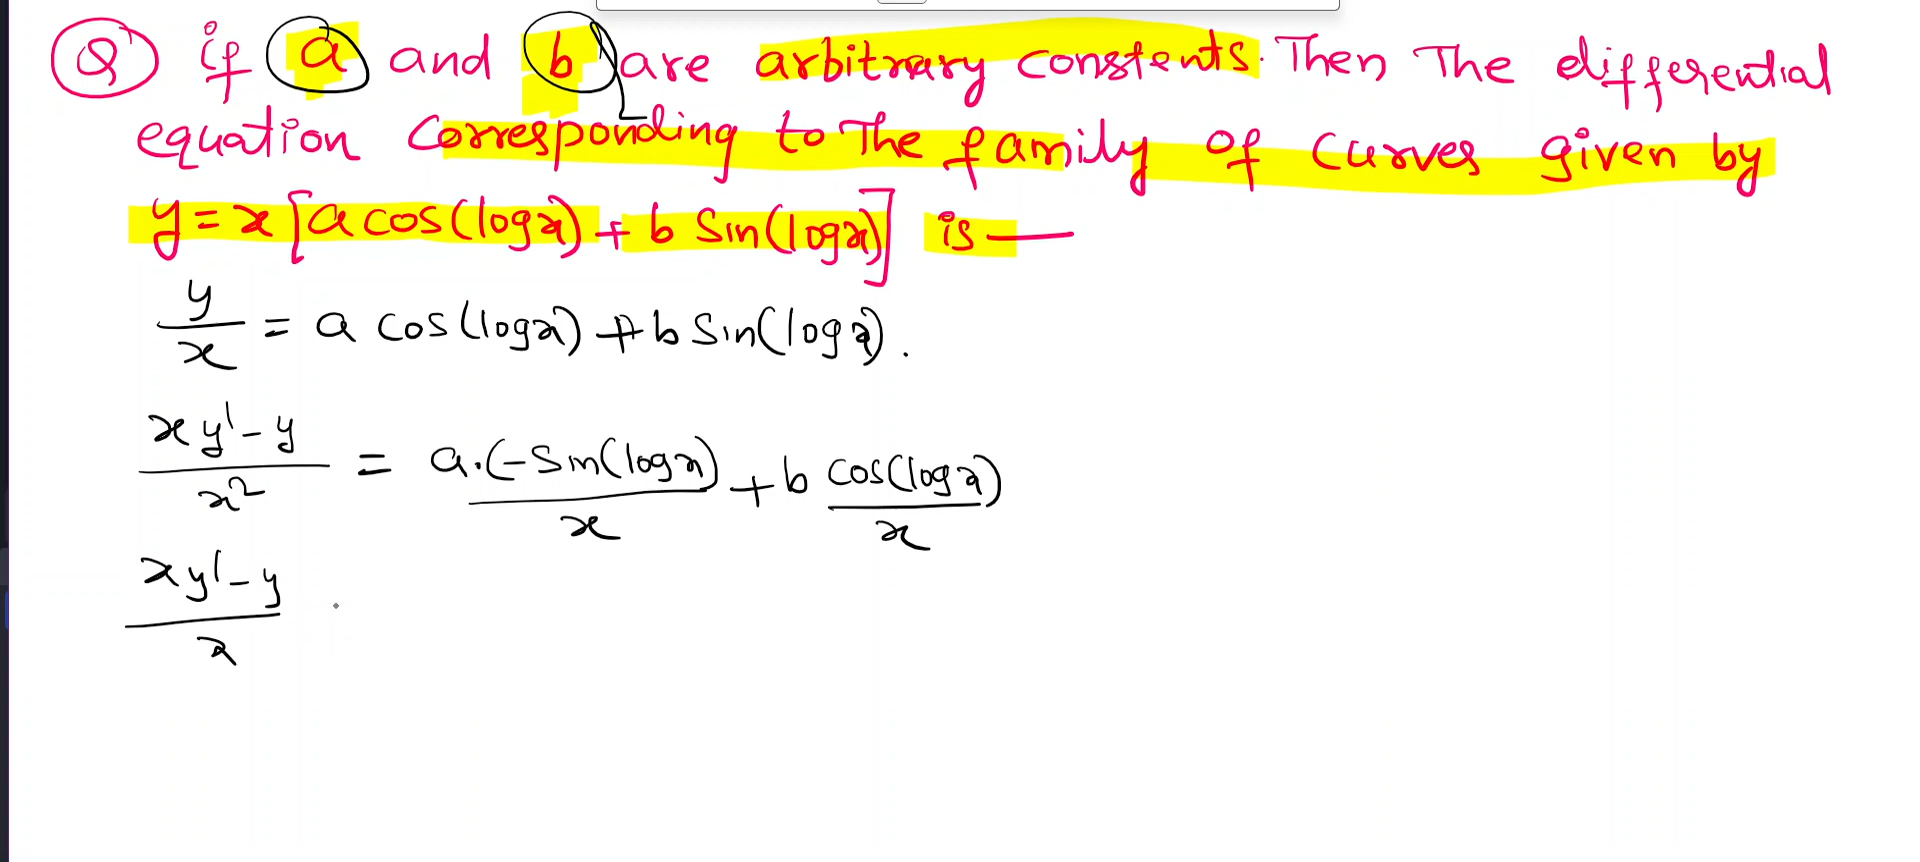 Q if a and b are arbitrary constents. Then The differential
equation Corresponding to The family of curves given by
y = x [a cos(log x) + b Sin(log x)] is —
y/x = a cos(log x) + b Sin(log x).
(xy' - y)/x² = a.(-Sin(log x)/x + b cos(log x)/x
(xy' - y)/x